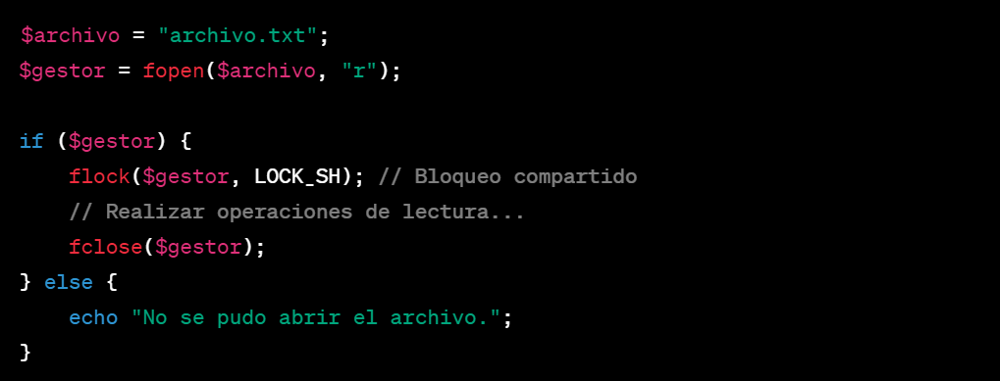 $archivo = "archivo.txt";
$gestor = fopen($archivo, "r");
if ($gestor) {
    flock($gestor, LOCK_SH); // Bloqueo compartido
    // Realizar operaciones de lectura...
    fclose($gestor);
} else {
    echo "No se pudo abrir el archivo.";
}